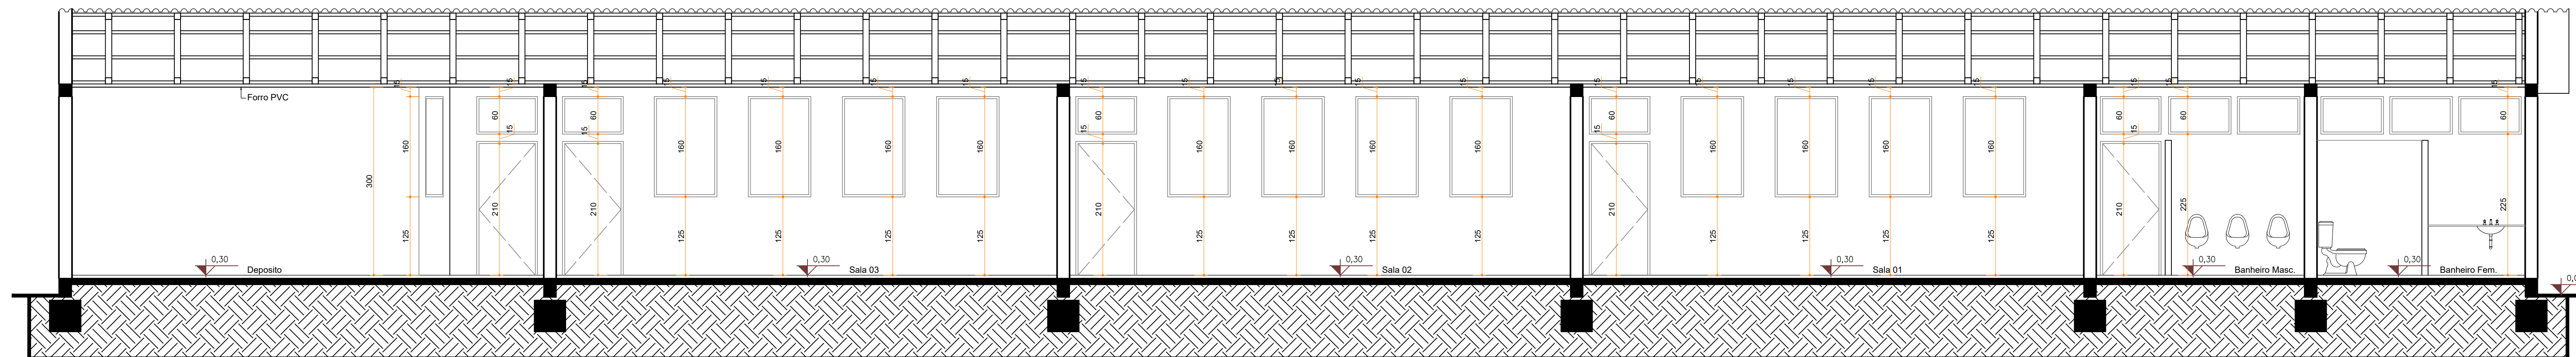 15 15 15 15 15 15 15 15 15 15 15 15 15 15 15 15 15 15 15
Forro PVC
60 60 60 60 60 60 60
15 15 15 15 15
160 160 160 160 160 160 160 160 160 160 160 160 160
300
210 210 210 210 210
225 225
125 125 125 125 125 125 125 125 125 125 125 125 125
0,30 0,30 0,30 0,30 0,30 0,30
Deposito Sala 03 Sala 02 Sala 01 Banheiro Masc. Banheiro Fem.